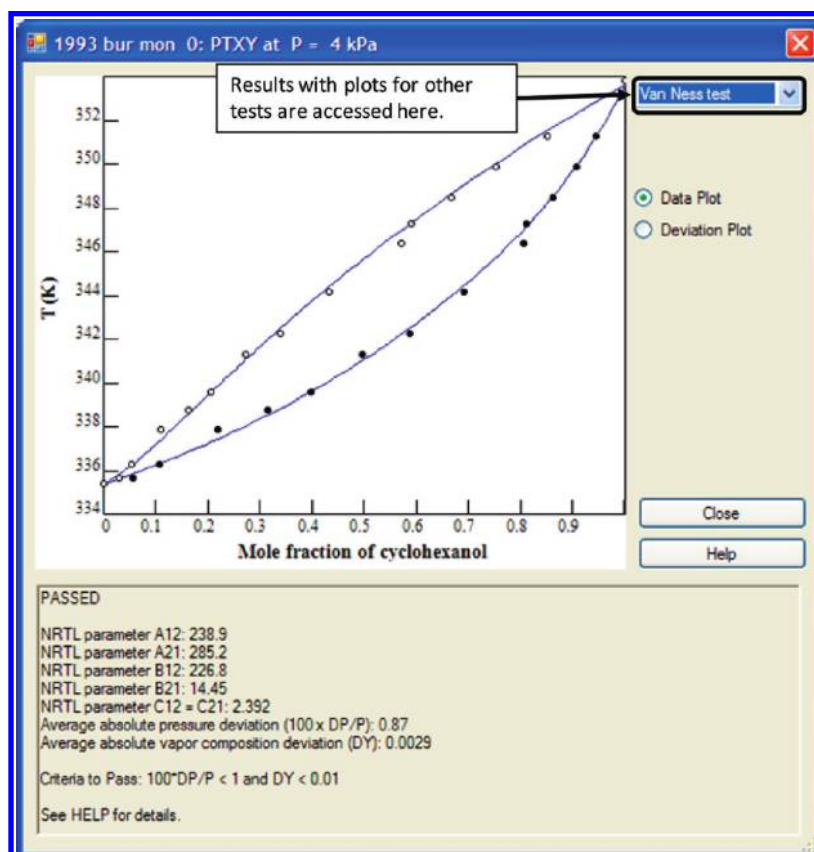 1993 bur mon 0: PTXY at P = 4 kPa
Results with plots for other
tests are accessed here.
Van Ness test
Data Plot
Deviation Plot
T (K)
352
350
348
346
344
342
340
338
336
334
0 0.1 0.2 0.3 0.4 0.5 0.6 0.7 0.8 0.9
Mole fraction of cyclohexanol
Close
Help
PASSED
NRTL parameter A12: 238.9
NRTL parameter A21: 285.2
NRTL parameter B12: 226.8
NRTL parameter B21: 14.45
NRTL parameter C12 = C21: 2.392
Average absolute pressure deviation (100 x DP/P): 0.87
Average absolute vapor composition deviation (DY): 0.0029
Criteria to Pass: 100*DP/P < 1 and DY < 0.01
See HELP for details.